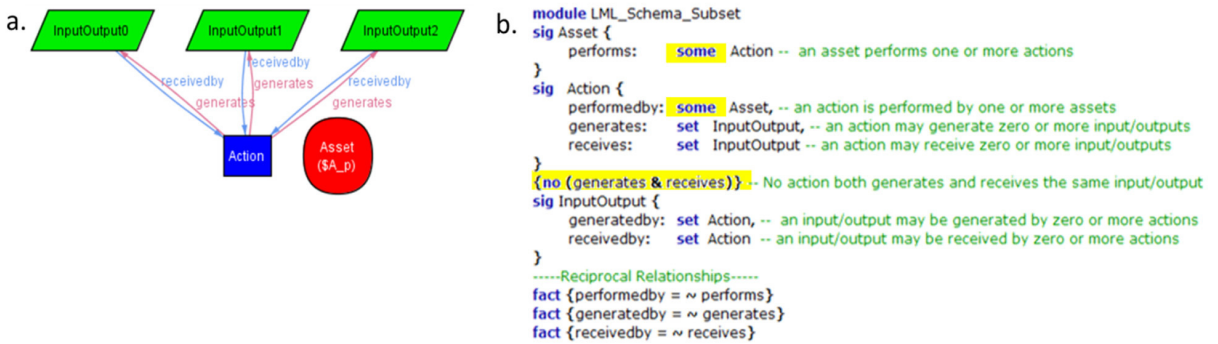 a.
InputOutput0
InputOutput1
InputOutput2
receivedby
receivedby
receivedby
generates
generates
generates
Action
Asset
($A_p)
b.
module LML_Schema_Subset
sig Asset {
performs: some Action -- an asset performs one or more actions
}
sig Action {
performedby: some Asset, -- an action is performed by one or more assets
generates: set InputOutput, -- an action may generate zero or more input/outputs
receives: set InputOutput -- an action may receive zero or more input/outputs
}
{no (generates & receives)} -- No action both generates and receives the same input/output
sig InputOutput {
generatedby: set Action, -- an input/output may be generated by zero or more actions
receivedby: set Action -- an input/output may be received by zero or more actions
}
-----Reciprocal Relationships-----
fact {performedby = ~ performs}
fact {generatedby = ~ generates}
fact {receivedby = ~ receives}